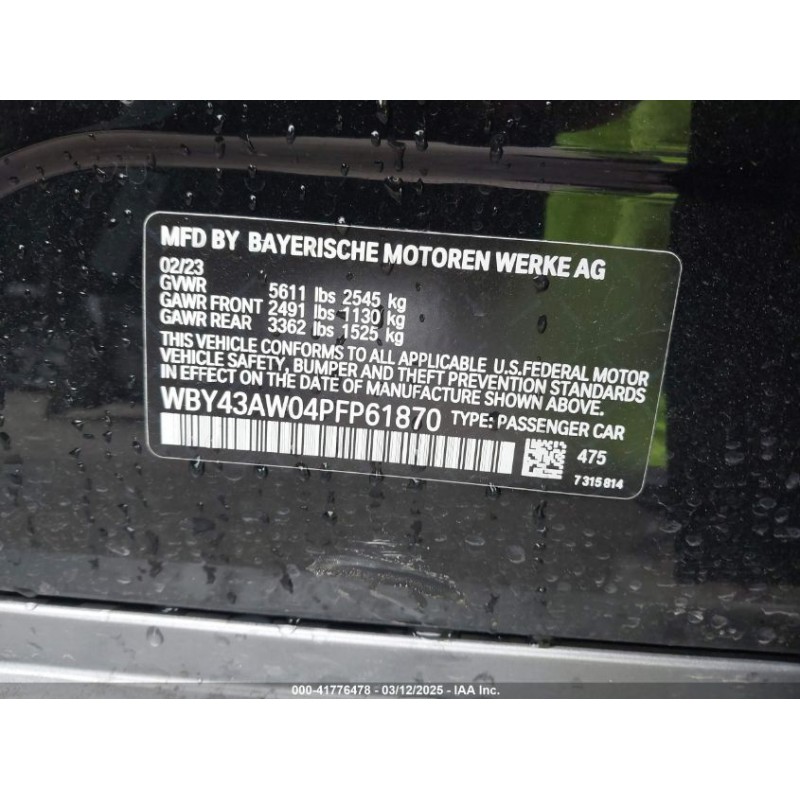 MFD BY BAYERISCHE MOTOREN WERKE AG
02/23
GVWR 5611 lbs 2545 kg
GAWR FRONT 2491 lbs 1130 kg
GAWR REAR 3362 lbs 1525 kg
THIS VEHICLE CONFORMS TO ALL APPLICABLE U.S.FEDERAL MOTOR
VEHICLE SAFETY, BUMPER AND THEFT PREVENTION STANDARDS
IN EFFECT ON THE DATE OF MANUFACTURE SHOWN ABOVE.
WBY43AW04PFP61870 TYPE: PASSENGER CAR
475
7 315 814
000-41776478 - 03/12/2025 - IAA Inc.